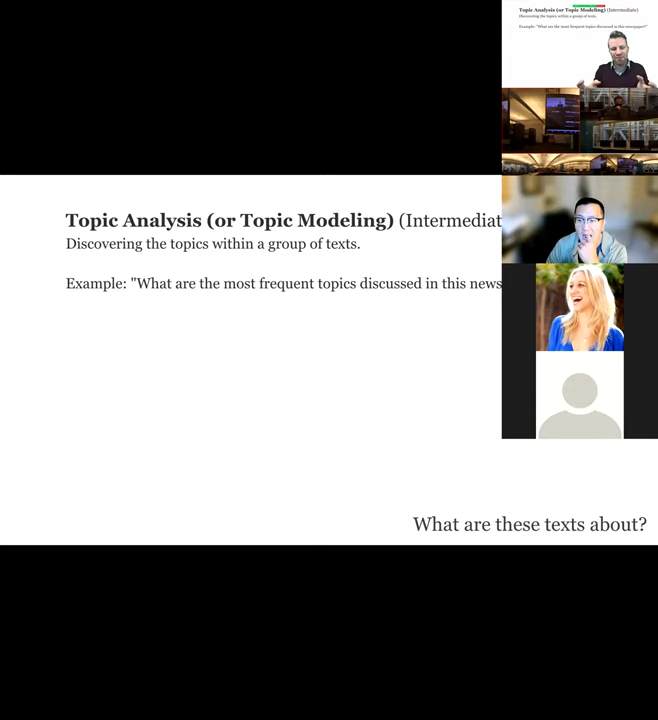 Topic Analysis (or Topic Modeling) (Intermediate)
Discovering the topics within a group of texts.
Example: "What are the most frequent topics discussed in this newspaper?"
Topic Analysis (or Topic Modeling) (Intermediat
Discovering the topics within a group of texts.
Example: "What are the most frequent topics discussed in this news
What are these texts about?